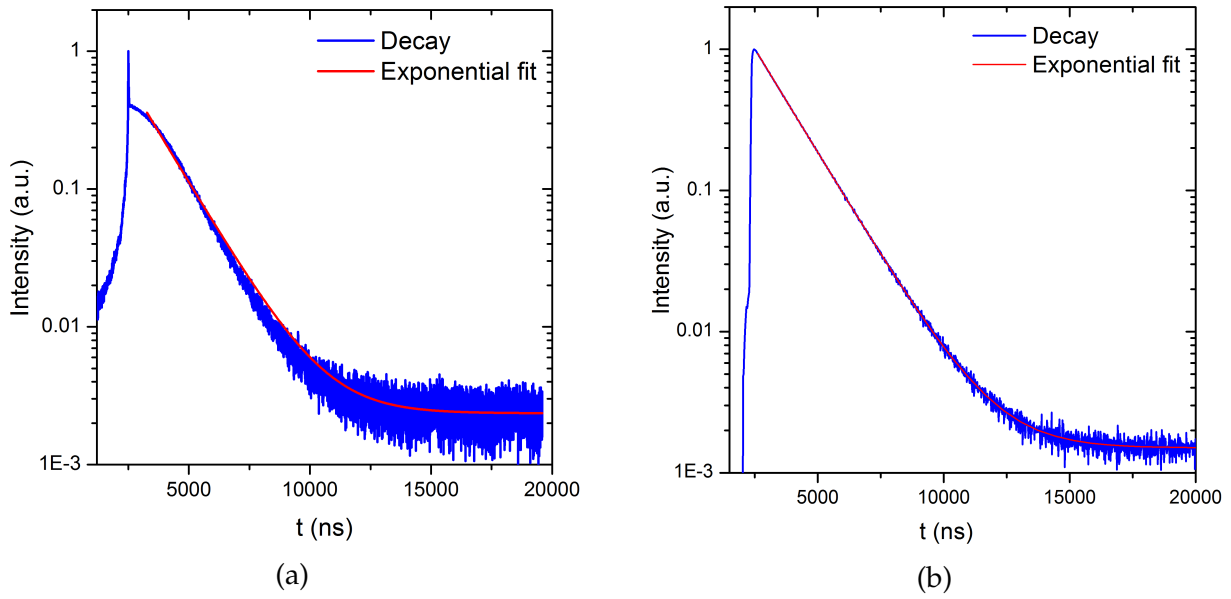 Decay
Exponential fit
1
0.1
0.01
1E-3
Intensity (a.u.)
5000 10000 15000 20000
t (ns)
(a)
Decay
Exponential fit
1
0.1
0.01
1E-3
Intensity (a.u.)
5000 10000 15000 20000
t (ns)
(b)